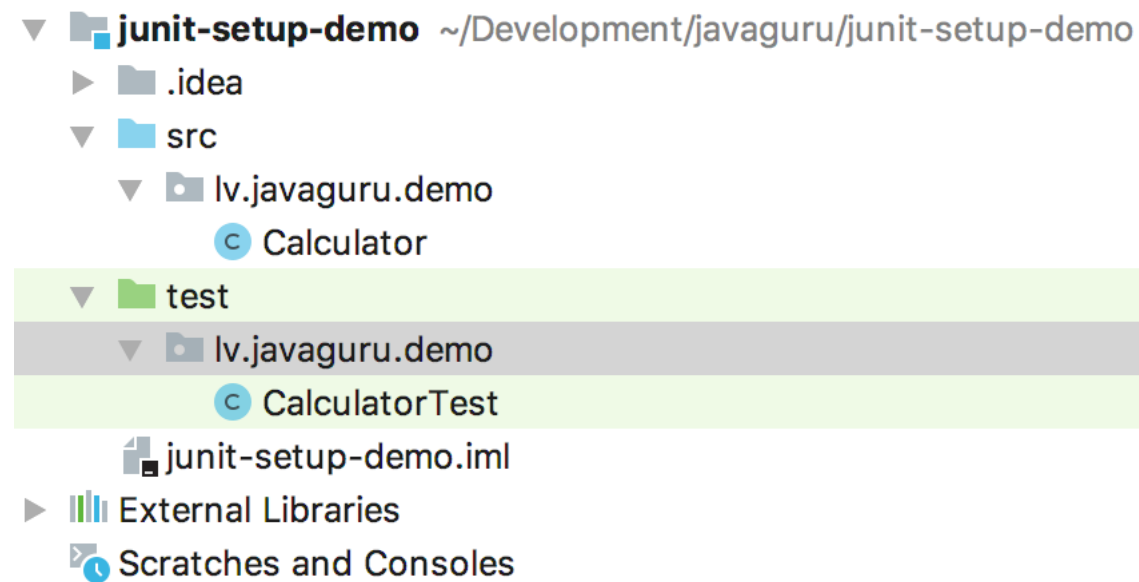 junit-setup-demo ~/Development/javaguru/junit-setup-demo
.idea
src
lv.javaguru.demo
C Calculator
test
lv.javaguru.demo
C CalculatorTest
junit-setup-demo.iml
External Libraries
Scratches and Consoles